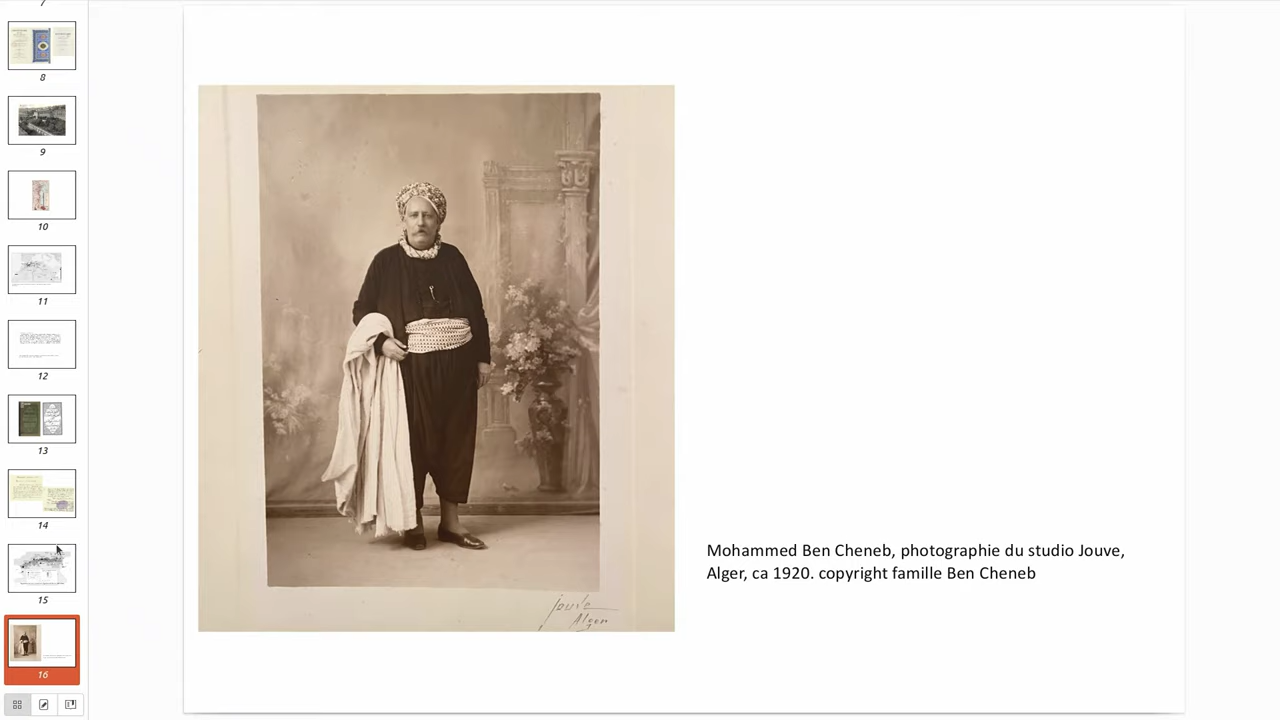 7
8
9
10
11
12
13
14
15
16
Mohammed Ben Cheneb, photographie du studio Jouve,
Alger, ca 1920. copyright famille Ben Cheneb
Jouve
Alger